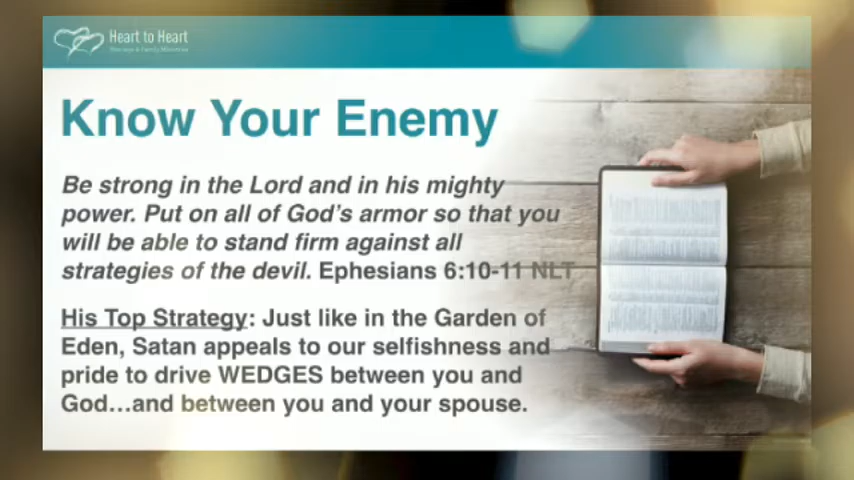 Heart to Heart
Marriage & Family Ministries
Know Your Enemy
Be strong in the Lord and in his mighty
power. Put on all of God's armor so that you
will be able to stand firm against all
strategies of the devil. Ephesians 6:10-11 NLT
His Top Strategy: Just like in the Garden of
Eden, Satan appeals to our selfishness and
pride to drive WEDGES between you and
God…and between you and your spouse.